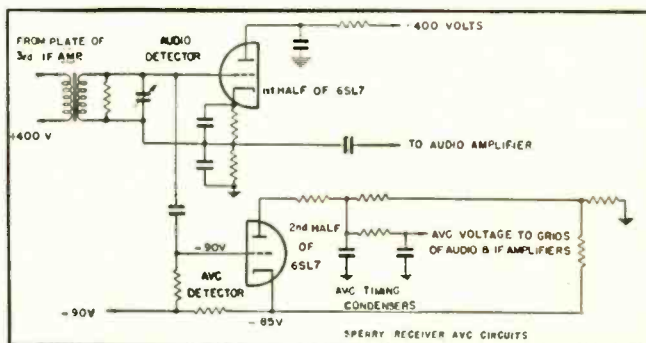 -400 VOLTS
FROM PLATE OF
3rd IF AMP.
AUDIO
DETECTOR
1st HALF OF 6SL7
+400 V
TO AUDIO AMPLIFIER
-90V
2nd HALF
OF
6SL7
AVC VOLTAGE TO GRIDS
OF AUDIO & IF AMPLIFIERS
AVC
DETECTOR
AVC TIMING
CONDENSERS
-90V
-85V
SPERRY RECEIVER AVC CIRCUITS